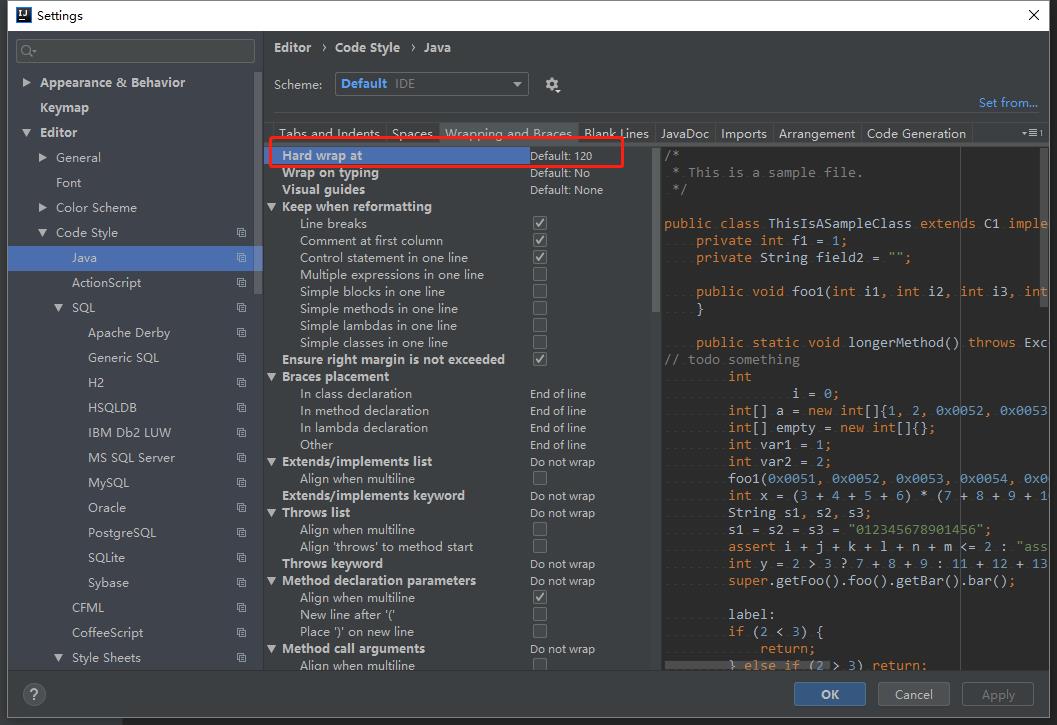 Settings
Appearance & Behavior
Keymap
Editor
General
Font
Color Scheme
Code Style
Java
ActionScript
SQL
Apache Derby
Generic SQL
H2
HSQLDB
IBM Db2 LUW
MS SQL Server
MySQL
Oracle
PostgreSQL
SQLite
Sybase
CFML
CoffeeScript
Style Sheets
Editor › Code Style › Java
Scheme: Default IDE
Set from...
Tabs and Indents Spaces Wrapping and Braces Blank Lines JavaDoc Imports Arrangement Code Generation
Hard wrap at Default: 120
Wrap on typing Default: No
Visual guides Default: None
Keep when reformatting
Line breaks
Comment at first column
Control statement in one line
Multiple expressions in one line
Simple blocks in one line
Simple methods in one line
Simple lambdas in one line
Simple classes in one line
Ensure right margin is not exceeded
Braces placement
In class declaration End of line
In method declaration End of line
In lambda declaration End of line
Other End of line
Extends/implements list Do not wrap
Align when multiline
Extends/implements keyword Do not wrap
Throws list Do not wrap
Align when multiline
Align 'throws' to method start
Throws keyword Do not wrap
Method declaration parameters Do not wrap
Align when multiline
New line after '('
Place ')' on new line
Method call arguments Do not wrap
Align when multiline
/*
* This is a sample file.
*/
public class ThisIsASampleClass extends C1 imple
private int f1 = 1;
private String field2 = "";
public void foo1(int i1, int i2, int i3, int
}
public static void longerMethod() throws Exc
// todo something
int
i = 0;
int[] a = new int[]{1, 2, 0x0052, 0x0053
int[] empty = new int[]{};
int var1 = 1;
int var2 = 2;
foo1(0x0051, 0x0052, 0x0053, 0x0054, 0x0
int x = (3 + 4 + 5 + 6) * (7 + 8 + 9 + 1
String s1, s2, s3;
s1 = s2 = s3 = "012345678901456";
assert i + j + k + l + n + m <= 2 : "ass
int y = 2 > 3 ? 7 + 8 + 9 : 11 + 12 + 13
super.getFoo().foo().getBar().bar();
label:
if (2 < 3) {
return;
} else if (2 > 3) return;
?
OK Cancel Apply